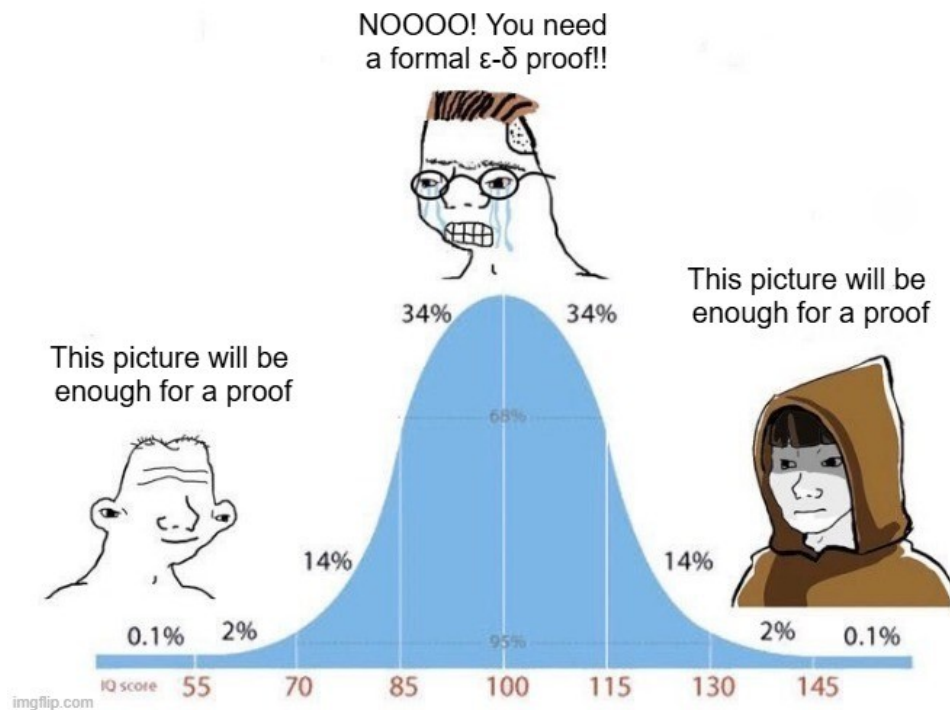 NOOOO! You need
a formal ε-δ proof!!
This picture will be
enough for a proof
This picture will be
enough for a proof
34%
34%
68%
14%
14%
95%
0.1%
2%
2%
0.1%
IQ score 55 70 85 100 115 130 145
imgflip.com